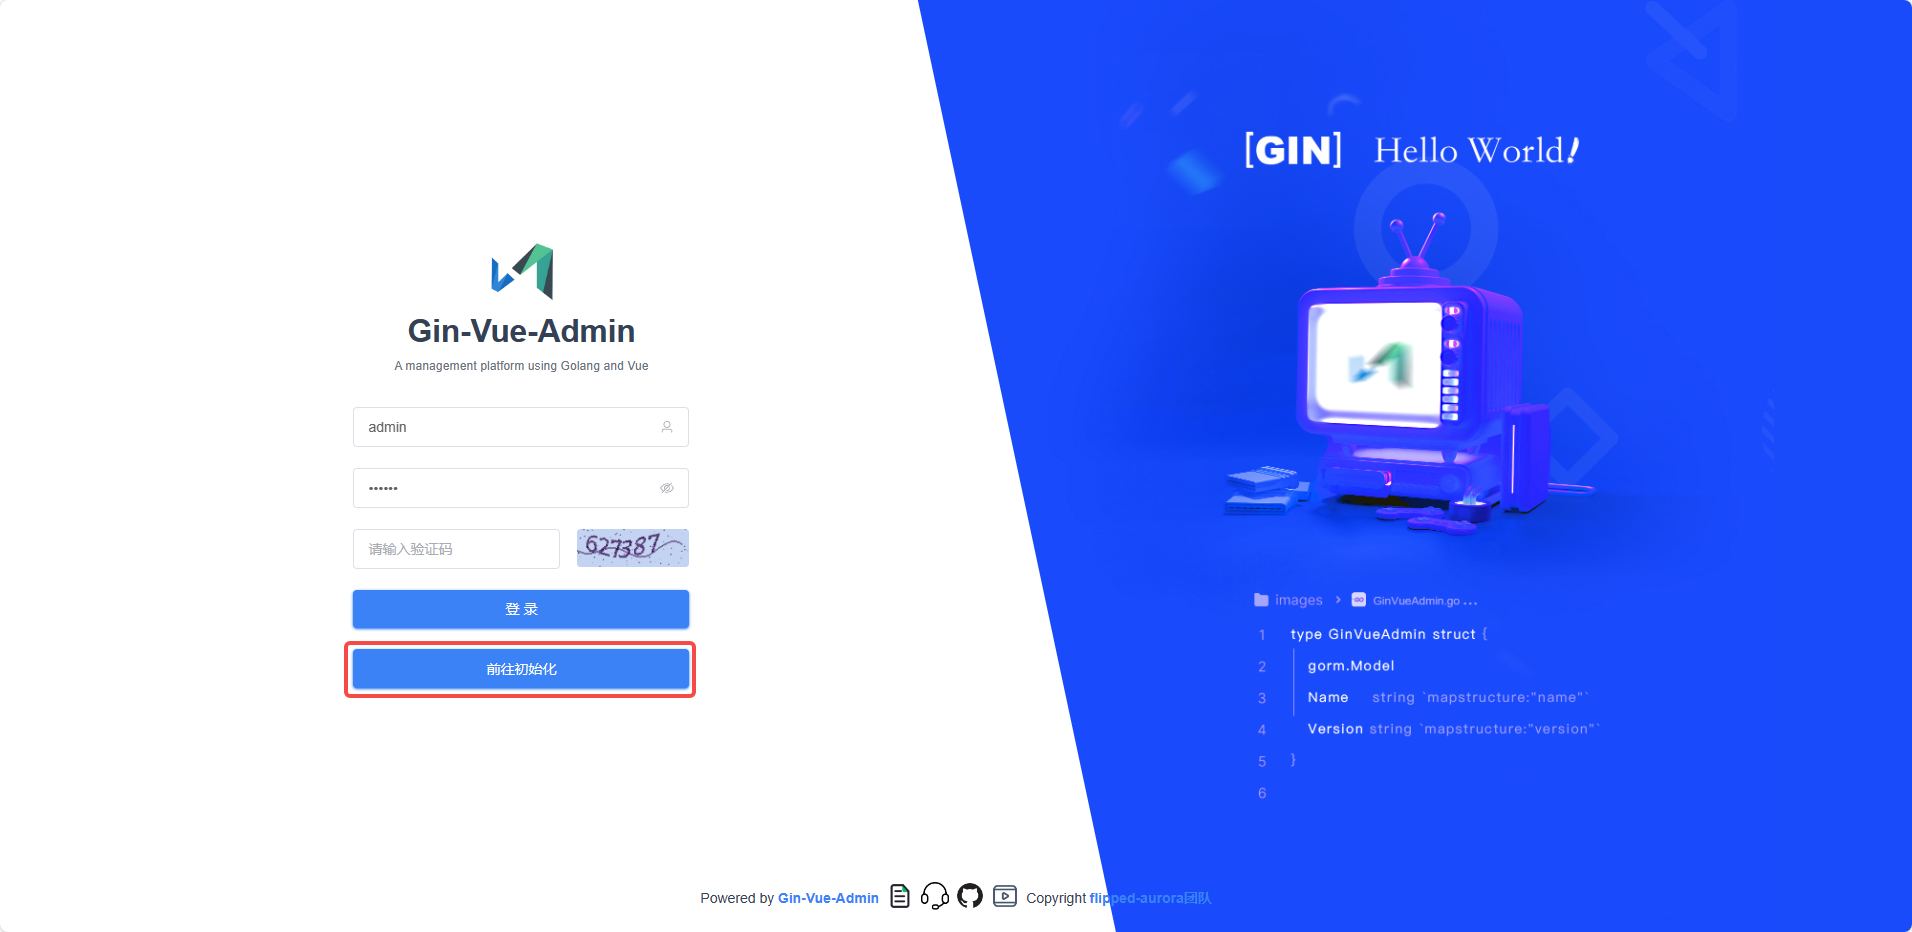 Gin-Vue-Admin
A management platform using Golang and Vue
admin
••••••
请输入验证码
627387
登 录
前往初始化
[GIN] Hello World!
images > GO GinVueAdmin.go ...
1 type GinVueAdmin struct {
2 gorm.Model
3 Name string `mapstructure:"name"`
4 Version string `mapstructure:"version"`
5 }
6
Powered by Gin-Vue-Admin Copyright flipped-aurora团队